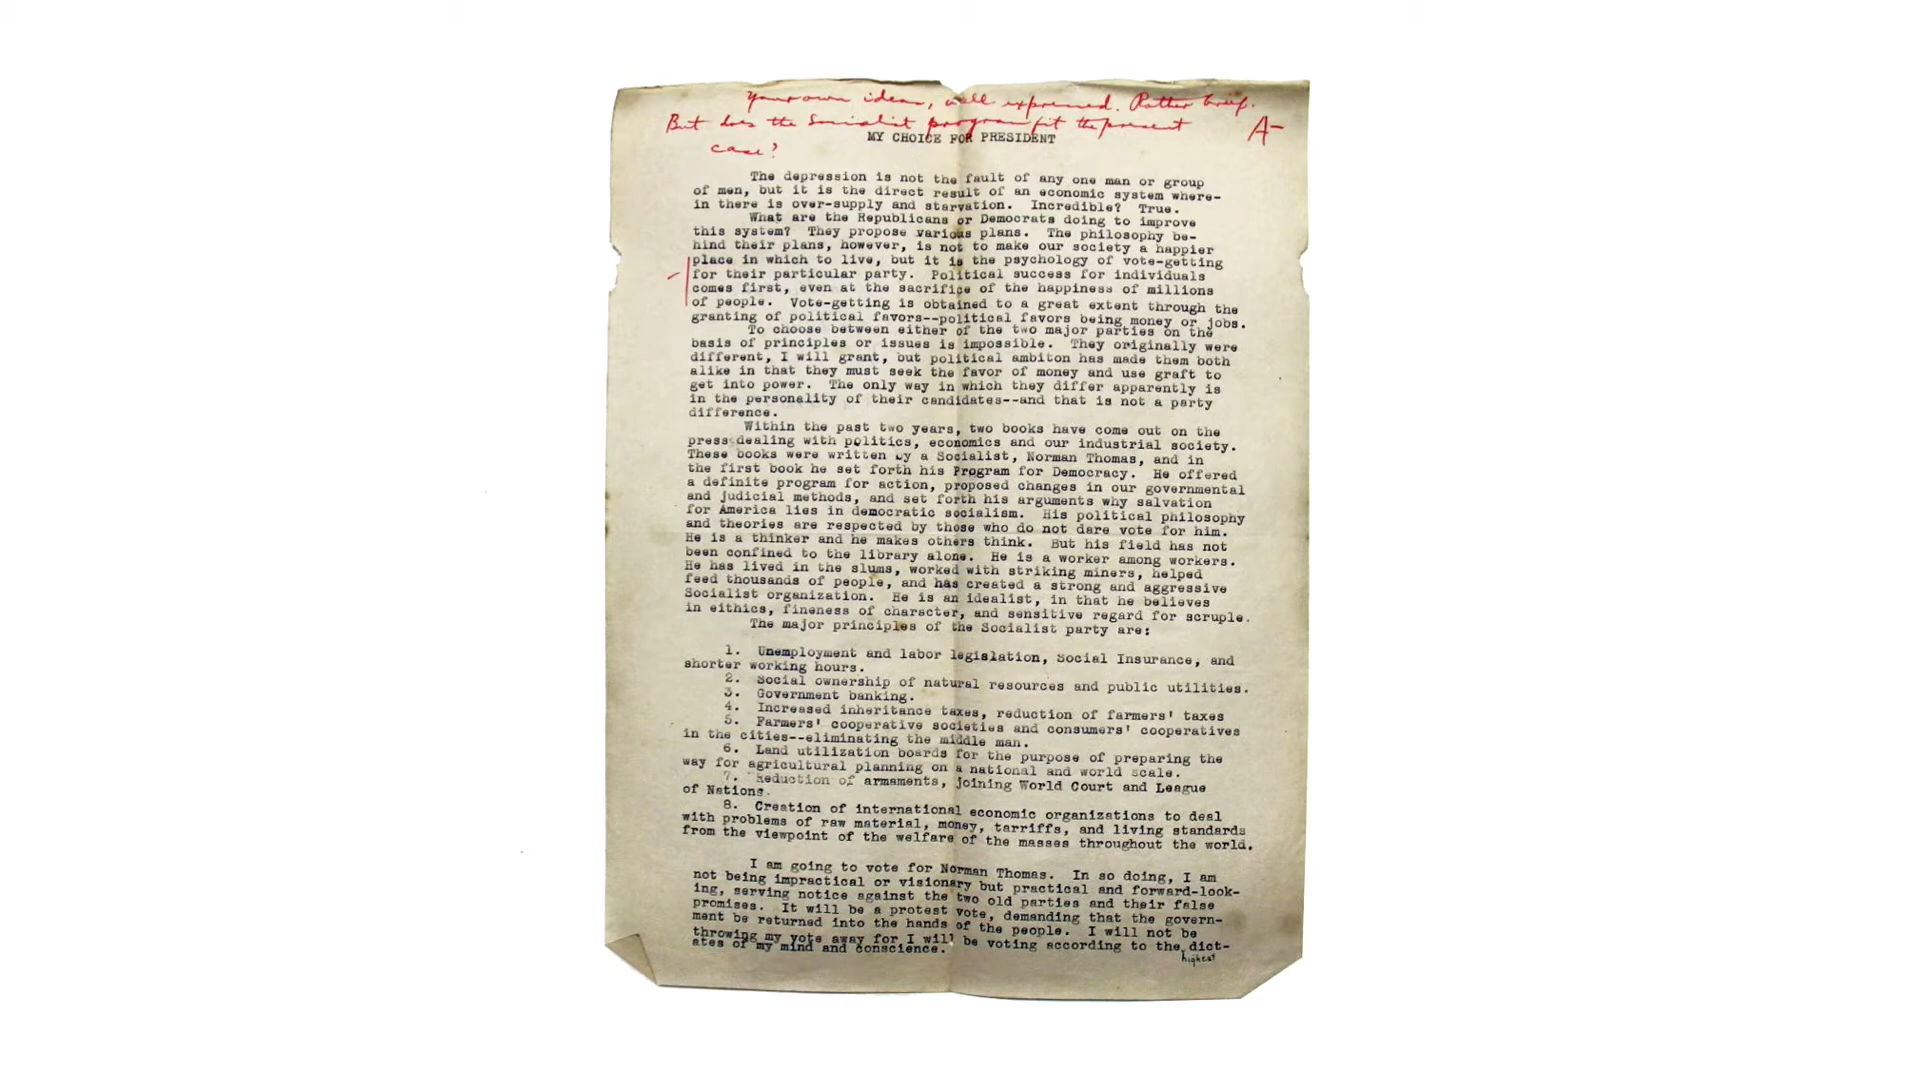 Your own ideas, well expressed. Rather brief.
But does the Socialist program fit the present
case?
A-
MY CHOICE FOR PRESIDENT
The depression is not the fault of any one man or group
of men, but it is the direct result of an economic system where-
in there is over-supply and starvation. Incredible? True.
What are the Republicans or Democrats doing to improve
this system? They propose various plans. The philosophy be-
hind their plans, however, is not to make our society a happier
place in which to live, but it is the psychology of vote-getting
for their particular party. Political success for individuals
comes first, even at the sacrifice of the happiness of millions
of people. Vote-getting is obtained to a great extent through the
granting of political favors--political favors being money or jobs.
To choose between either of the two major parties on the
basis of principles or issues is impossible. They originally were
different, I will grant, but political ambiton has made them both
alike in that they must seek the favor of money and use graft to
get into power. The only way in which they differ apparently is
in the personality of their candidates--and that is not a party
difference.
Within the past two years, two books have come out on the
press dealing with politics, economics and our industrial society.
These books were written by a Socialist, Norman Thomas, and in
the first book he set forth his Program for Democracy. He offered
a definite program for action, proposed changes in our governmental
and judicial methods, and set forth his arguments why salvation
for America lies in democratic socialism. His political philosophy
and theories are respected by those who do not dare vote for him.
He is a thinker and he makes others think. But his field has not
been confined to the library alone. He is a worker among workers.
He has lived in the slums, worked with striking miners, helped
feed thousands of people, and has created a strong and aggressive
Socialist organization. He is an idealist, in that he believes
in eithics, fineness of character, and sensitive regard for scruple.
The major principles of the Socialist party are:
1. Unemployment and labor legislation, Social Insurance, and
shorter working hours.
2. Social ownership of natural resources and public utilities.
3. Government banking.
4. Increased inheritance taxes, reduction of farmers' taxes
5. Farmers' cooperative societies and consumers' cooperatives
in the cities--eliminating the middle man.
6. Land utilization boards for the purpose of preparing the
way for agricultural planning on a national and world scale.
7. Reduction of armaments, joining World Court and League
of Nations.
8. Creation of international economic organizations to deal
with problems of raw material, money, tarriffs, and living standards
from the viewpoint of the welfare of the masses throughout the world.
I am going to vote for Norman Thomas. In so doing, I am
not being impractical or visionary but practical and forward-look-
ing, serving notice against the two old parties and their false
promises. It will be a protest vote, demanding that the govern-
ment be returned into the hands of the people. I will not be
throwing my vote away for I will be voting according to the dict-
ates of my mind and conscience.
highest